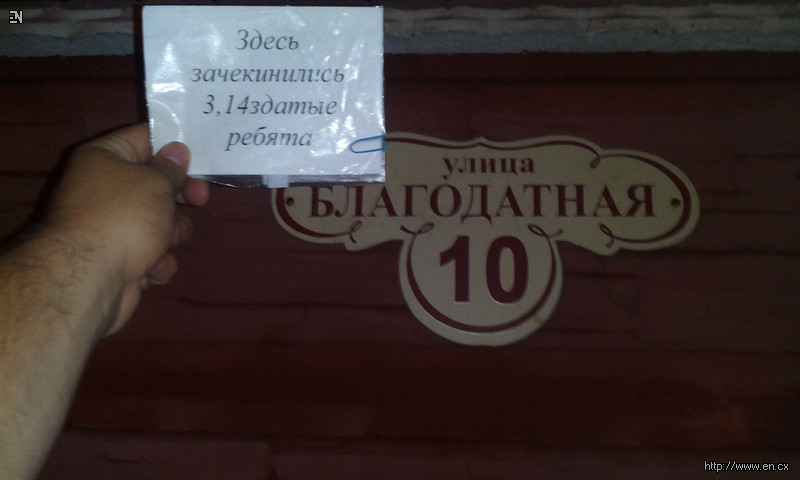 EN
Здесь
зачекинились
3,14здатые
ребята
улица
БЛАГОДАТНАЯ
10
http://www.en.cx